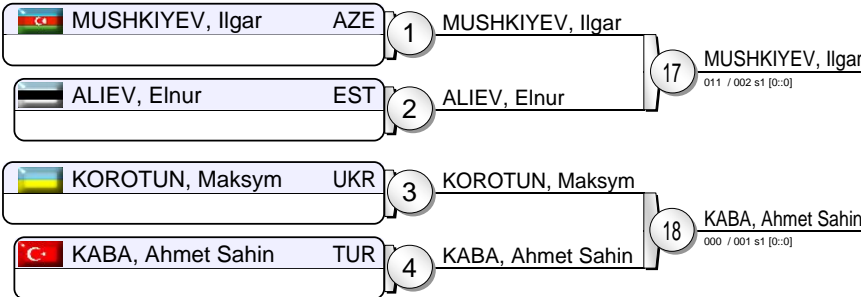 MUSHKIYEV, Ilgar AZE
1
MUSHKIYEV, Ilgar
17
MUSHKIYEV, Ilgar
011 / 002 s1 [0::0]
ALIEV, Elnur EST
2
ALIEV, Elnur
KOROTUN, Maksym UKR
3
KOROTUN, Maksym
18
KABA, Ahmet Sahin
000 / 001 s1 [0::0]
KABA, Ahmet Sahin TUR
4
KABA, Ahmet Sahin